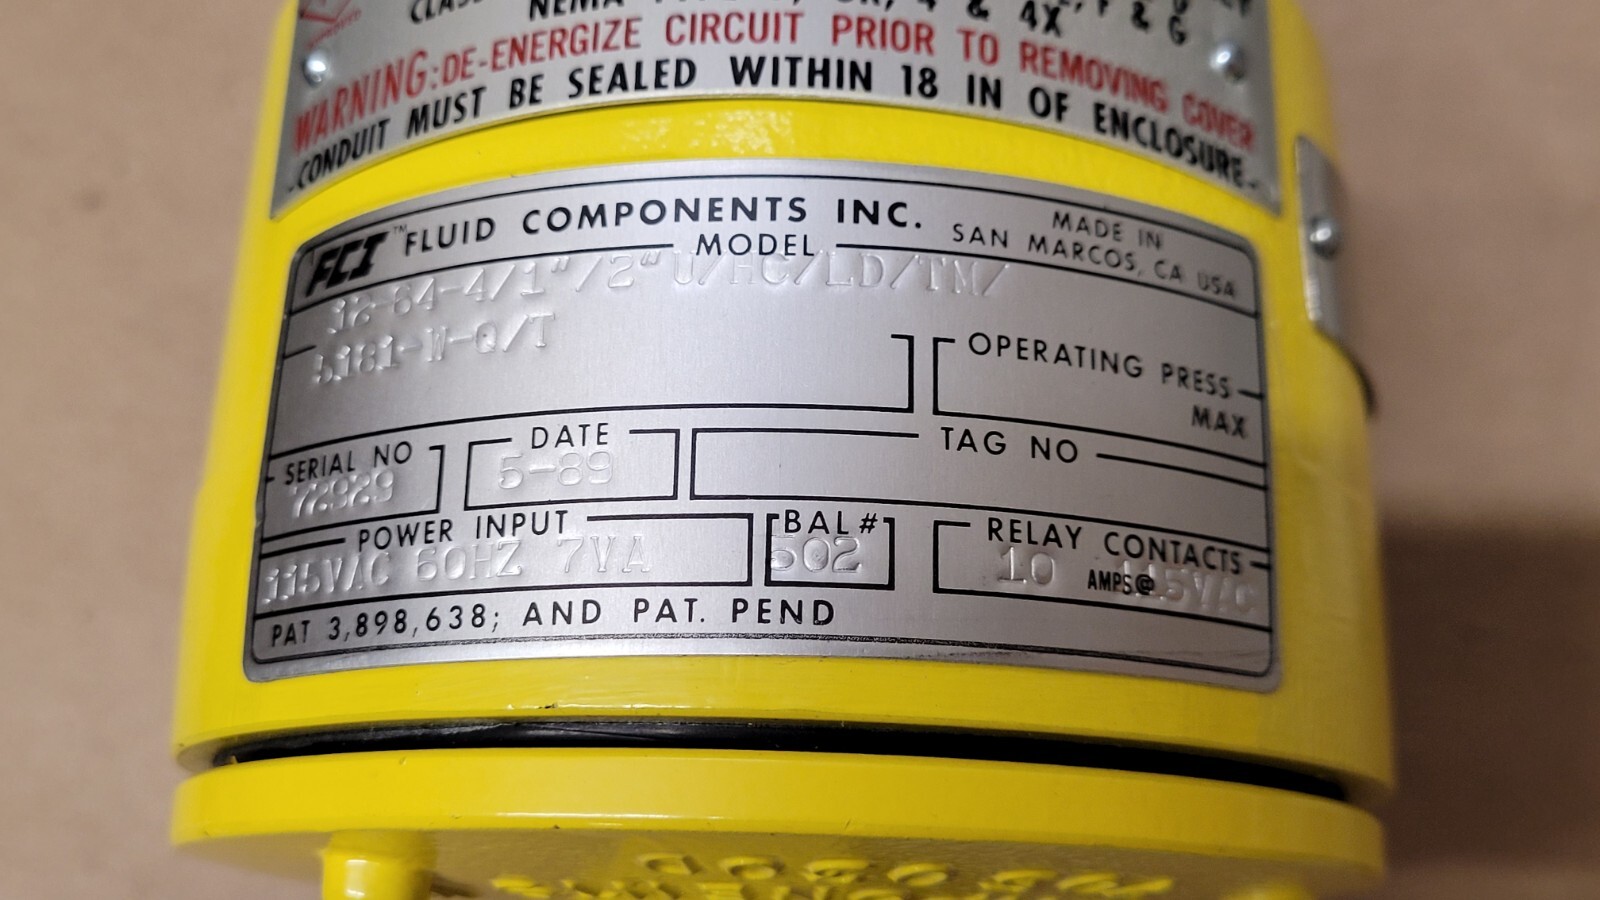 NEMA & 4X , F & G
WARNING: DE-ENERGIZE CIRCUIT PRIOR TO REMOVING COVER
-CONDUIT MUST BE SEALED WITHIN 18 IN OF ENCLOSURE-
FCI™ FLUID COMPONENTS INC.
MADE IN
SAN MARCOS, CA USA
MODEL
12-64-4/1"/2"U/HC/LD/TM/
5181-W-Q/T
OPERATING PRESS
MAX
SERIAL NO
72929
DATE
5-89
TAG NO
POWER INPUT
115VAC 60HZ 7VA
BAL #
502
RELAY CONTACTS
10 AMPS@ 115VAC
PAT 3,898,638; AND PAT. PEND